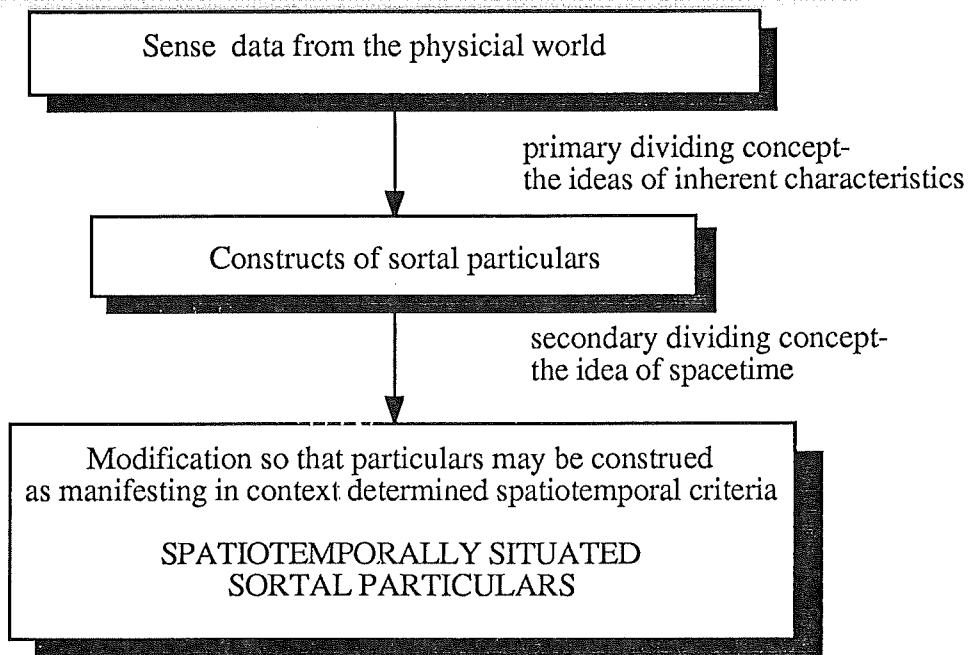 Sense data from the physicial world
primary dividing concept-
the ideas of inherent characteristics
Constructs of sortal particulars
secondary dividing concept-
the idea of spacetime
Modification so that particulars may be construed
as manifesting in context determined spatiotemporal criteria
SPATIOTEMPORALLY SITUATED
SORTAL PARTICULARS